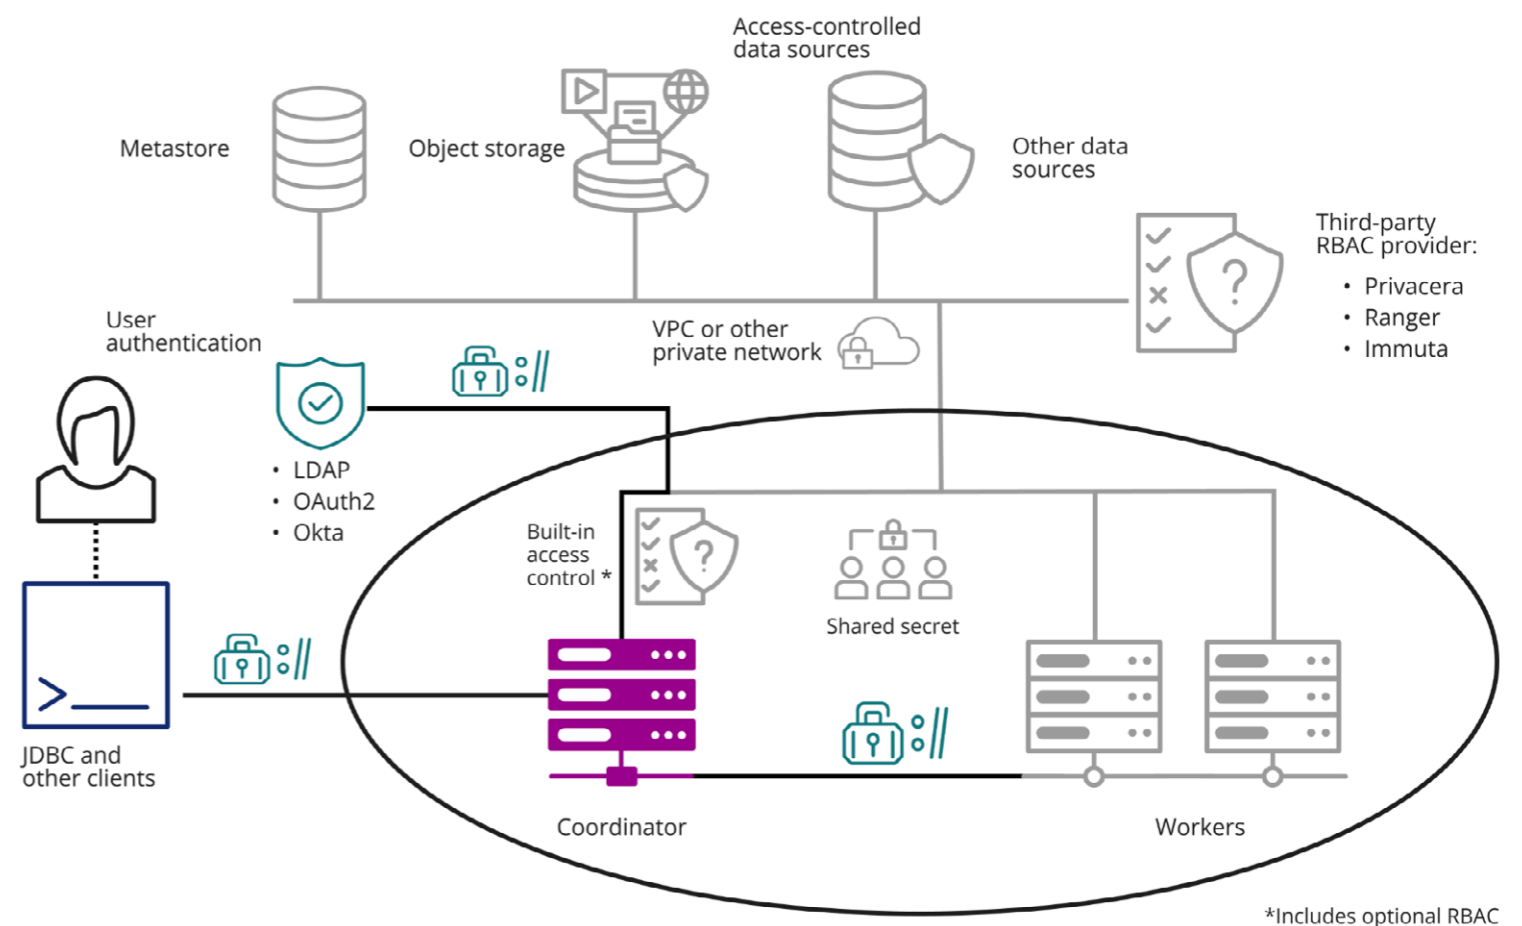 Access-controlled
data sources
Metastore
Object storage
Other data
sources
Third-party
RBAC provider:
• Privacera
• Ranger
• Immuta
User
authentication
VPC or other
private network
://
• LDAP
• OAuth2
• Okta
Built-in
access
control *
Shared secret
://
://
JDBC and
other clients
Coordinator
Workers
*Includes optional RBAC